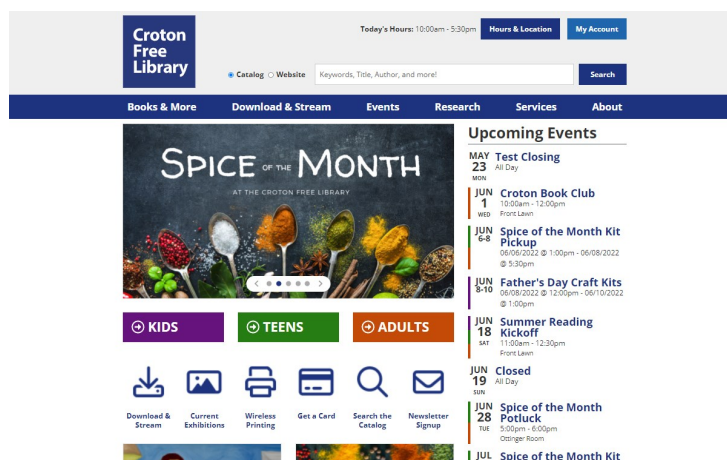 Croton
Free
Library
Today's Hours: 10:00am - 5:30pm
Hours & Location
My Account
Catalog
Website
Keywords, Title, Author, and more!
Search
Books & More
Download & Stream
Events
Research
Services
About
SPICE OF THE MONTH
AT THE CROTON FREE LIBRARY
KIDS
TEENS
ADULTS
Download &
Stream
Current
Exhibitions
Wireless
Printing
Get a Card
Search the
Catalog
Newsletter
Signup
Upcoming Events
MAY
23
MON
Test Closing
All Day
JUN
1
WED
Croton Book Club
10:00am - 12:00pm
Front Lawn
JUN
6-8
Spice of the Month Kit
Pickup
06/06/2022 @ 1:00pm - 06/08/2022
@ 5:30pm
JUN
8-10
Father's Day Craft Kits
06/08/2022 @ 12:00pm - 06/10/2022
@ 1:00pm
JUN
18
SAT
Summer Reading
Kickoff
11:00am - 12:30pm
Front Lawn
JUN
19
SUN
Closed
All Day
JUN
28
TUE
Spice of the Month
Potluck
5:00pm - 6:00pm
Ottinger Room
JUL
Spice of the Month Kit